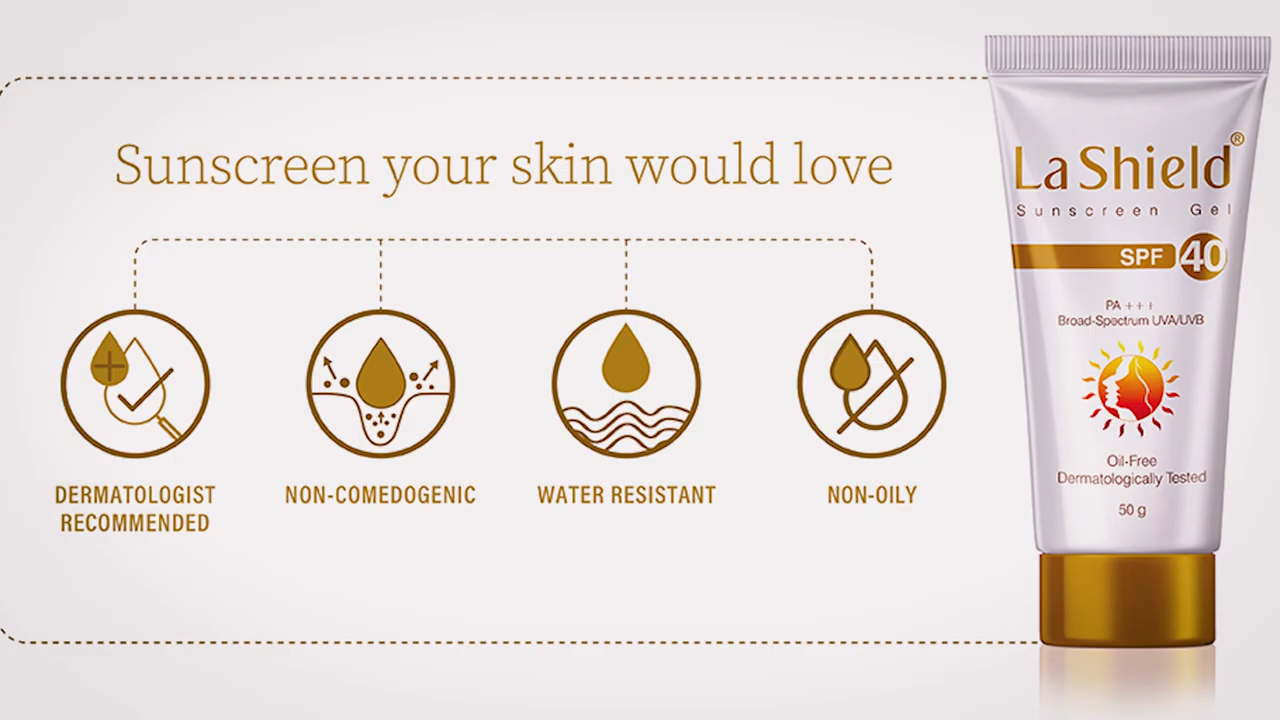 Sunscreen your skin would love
DERMATOLOGIST
RECOMMENDED
NON-COMEDOGENIC
WATER RESISTANT
NON-OILY
La Shield®
Sunscreen Gel
SPF 40
PA +++
Broad-Spectrum UVA/UVB
Oil-Free
Dermatologically Tested
50 g